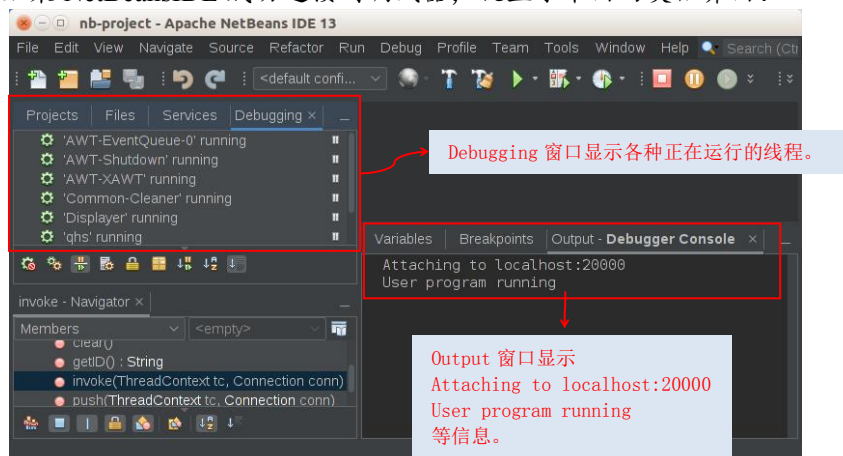 nb-project - Apache NetBeans IDE 13
File Edit View Navigate Source Refactor Run Debug Profile Team Tools Window Help Search (Ctr
<default confi...
Projects Files Services Debugging ×
'AWT-EventQueue-0' running
'AWT-Shutdown' running
'AWT-XAWT' running
'Common-Cleaner' running
'Displayer' running
'qhs' running
Debugging 窗口显示各种正在运行的线程。
Variables Breakpoints Output - Debugger Console ×
Attaching to localhost:20000
User program running
invoke - Navigator ×
Members <empty>
clear()
getID() : String
invoke(ThreadContext tc, Connection conn)
push(ThreadContext tc, Connection conn)
Output 窗口显示
Attaching to localhost:20000
User program running
等信息。